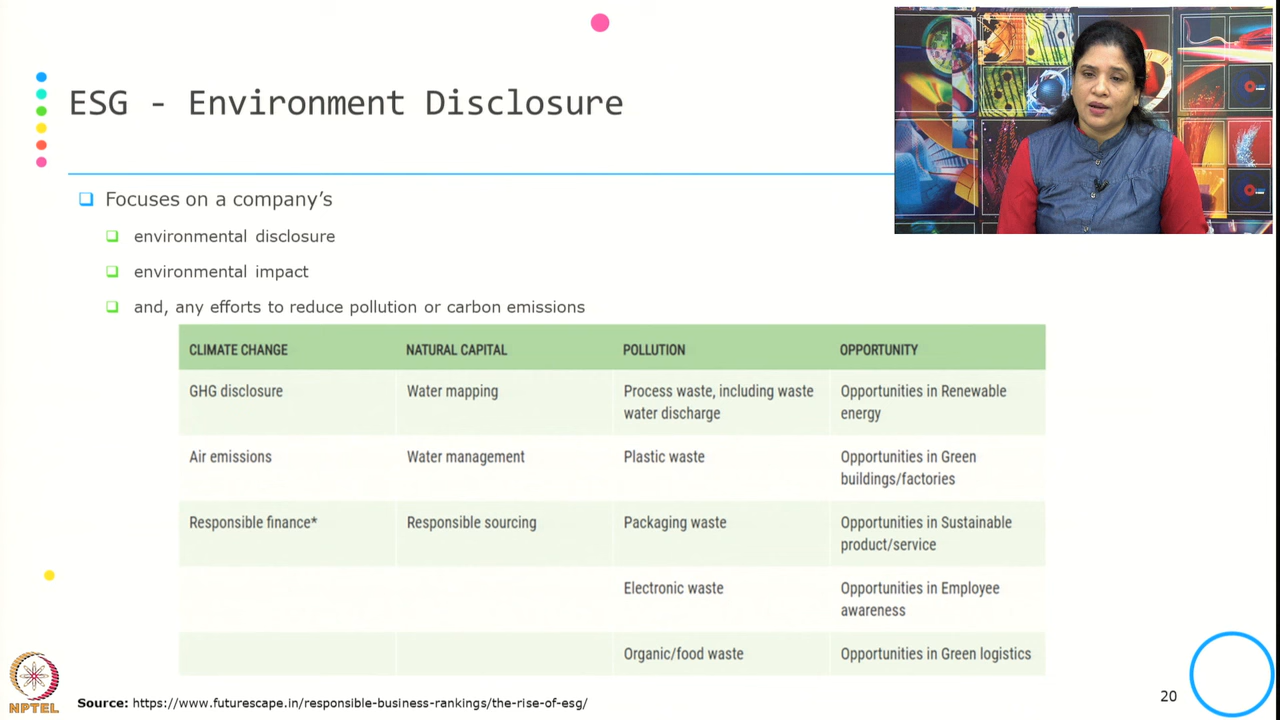 ESG - Environment Disclosure
Focuses on a company's
environmental disclosure
environmental impact
and, any efforts to reduce pollution or carbon emissions
CLIMATE CHANGE NATURAL CAPITAL POLLUTION OPPORTUNITY
GHG disclosure Water mapping Process waste, including waste water discharge Opportunities in Renewable energy
Air emissions Water management Plastic waste Opportunities in Green buildings/factories
Responsible finance* Responsible sourcing Packaging waste Opportunities in Sustainable product/service
Electronic waste Opportunities in Employee awareness
Organic/food waste Opportunities in Green logistics
NPTEL
Source: https://www.futurescape.in/responsible-business-rankings/the-rise-of-esg/
20